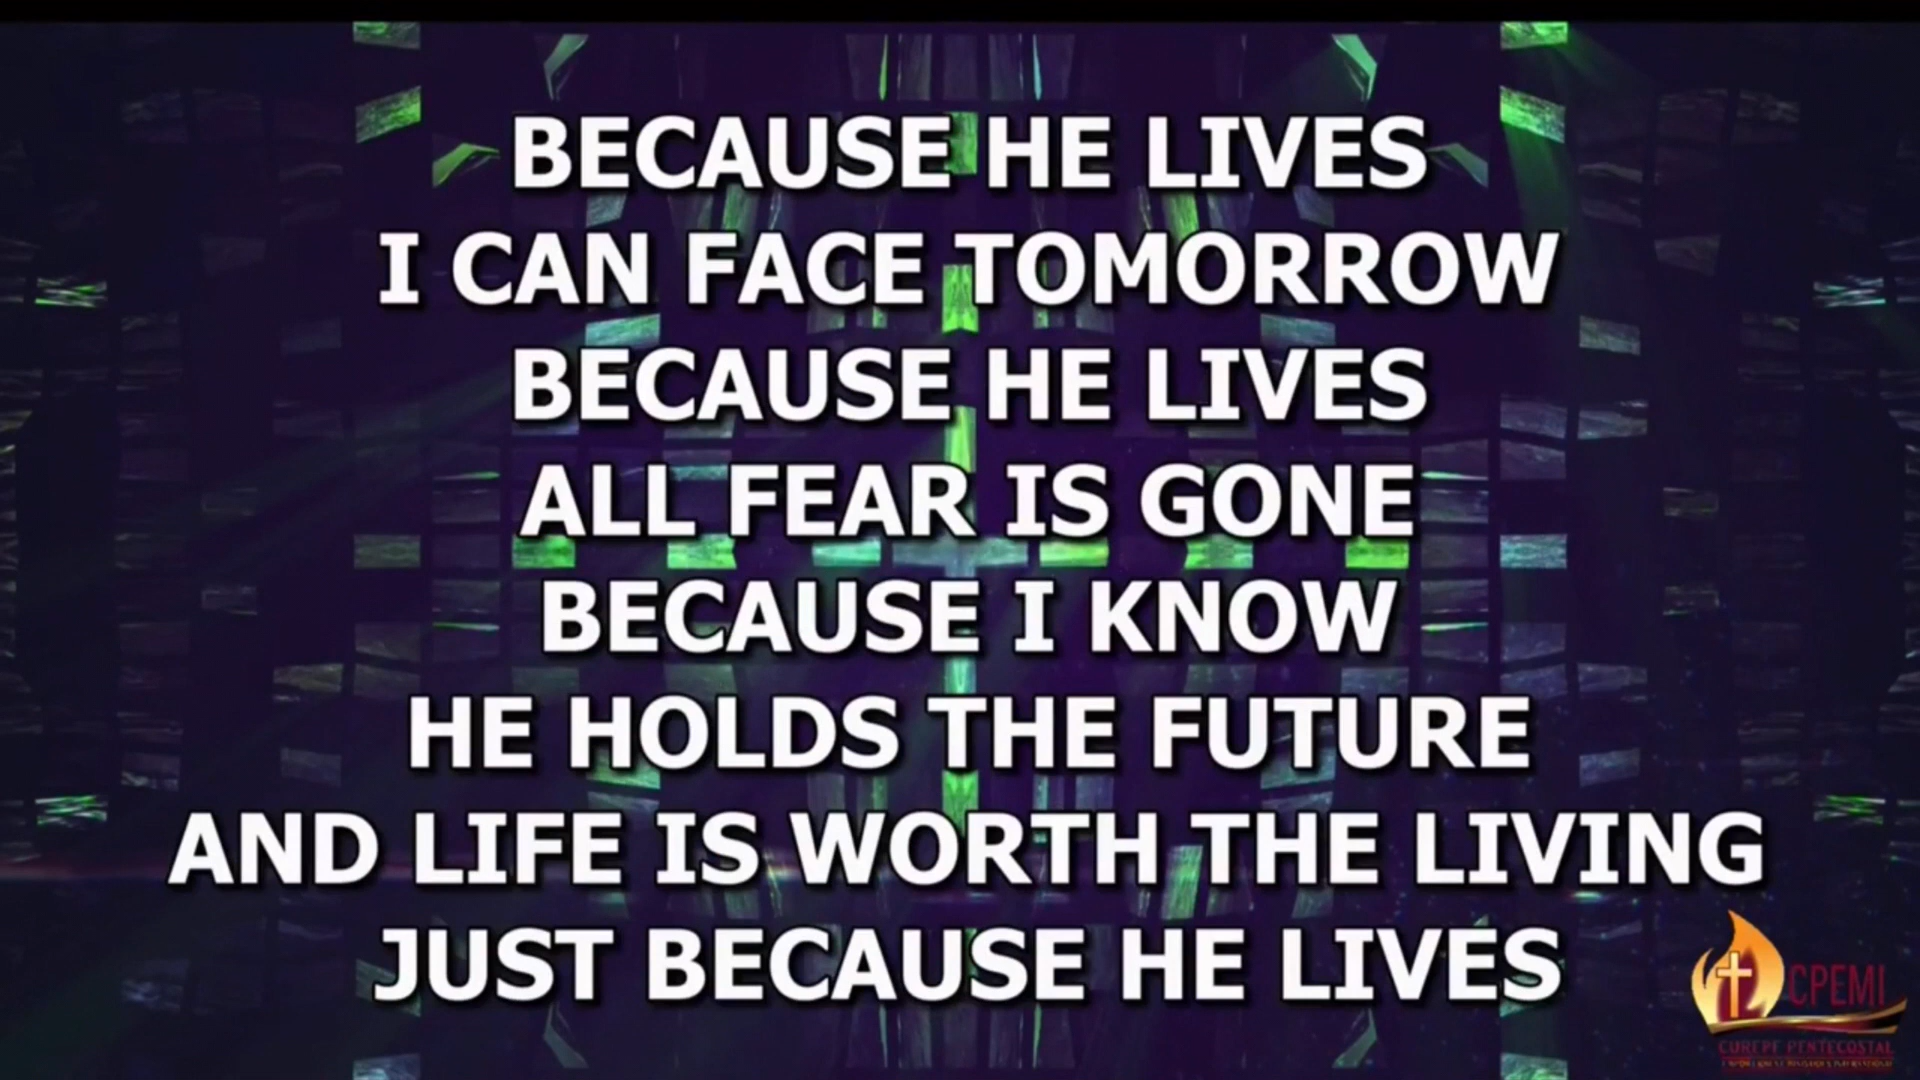 BECAUSE HE LIVES
I CAN FACE TOMORROW
BECAUSE HE LIVES
ALL FEAR IS GONE
BECAUSE I KNOW
HE HOLDS THE FUTURE
AND LIFE IS WORTH THE LIVING
JUST BECAUSE HE LIVES
CPEMI
CUREPE PENTECOSTAL